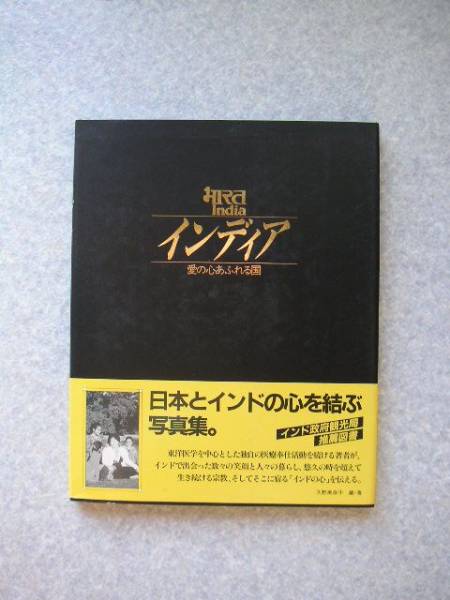 भारत
India
インディア
愛の心あふれる国
日本とインドの心を結ぶ
写真集。
インド政府観光局
推薦図書
東洋医学を中心とした独自の医療奉仕活動を続ける著者が、
インドで出会った数々の笑顔と人々の暮らし、悠久の時を超えて
生き続ける宗教、そしてそこに宿る「インドの心」を伝える。